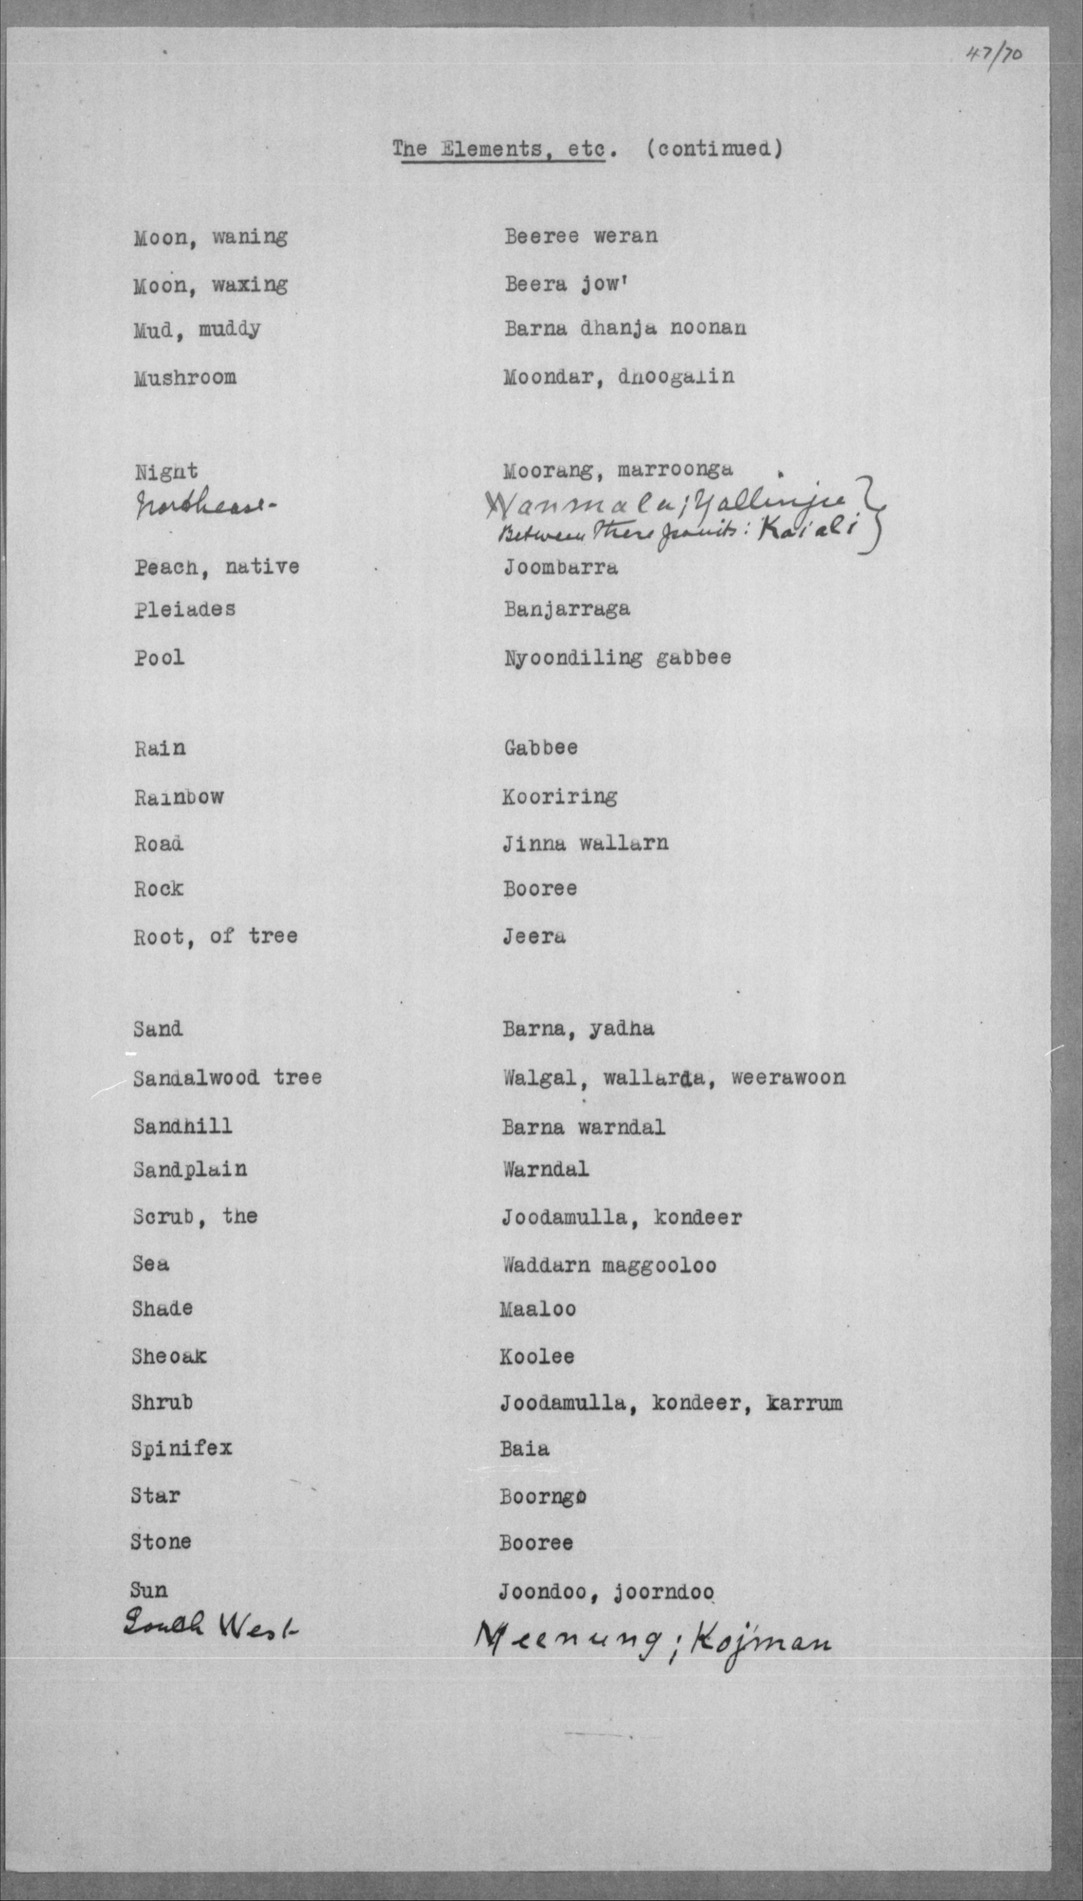 47/70
The Elements, etc. (continued)
Moon, waning Beeree weran
Moon, waxing Beera jow'
Mud, muddy Barna dhanja noonan
Mushroom Moondar, dhoogalin
Night Moorang, marroonga
Northeast Wanmala; Yallinjee }
Between these points: Kaiali }
Peach, native Joombarra
Pleiades Banjarraga
Pool Nyoondiling gabbee
Rain Gabbee
Rainbow Kooriring
Road Jinna wallarn
Rock Booree
Root, of tree Jeera
Sand Barna, yadha
Sandalwood tree Walgal, wallarda, weerawoon
Sandhill Barna warndal
Sandplain Warndal
Scrub, the Joodamulla, kondeer
Sea Waddarn maggooloo
Shade Maaloo
Sheoak Koolee
Shrub Joodamulla, kondeer, karrum
Spinifex Baia
Star Boorngo
Stone Booree
Sun Joondoo, joorndoo
South West Meenung; Kojman